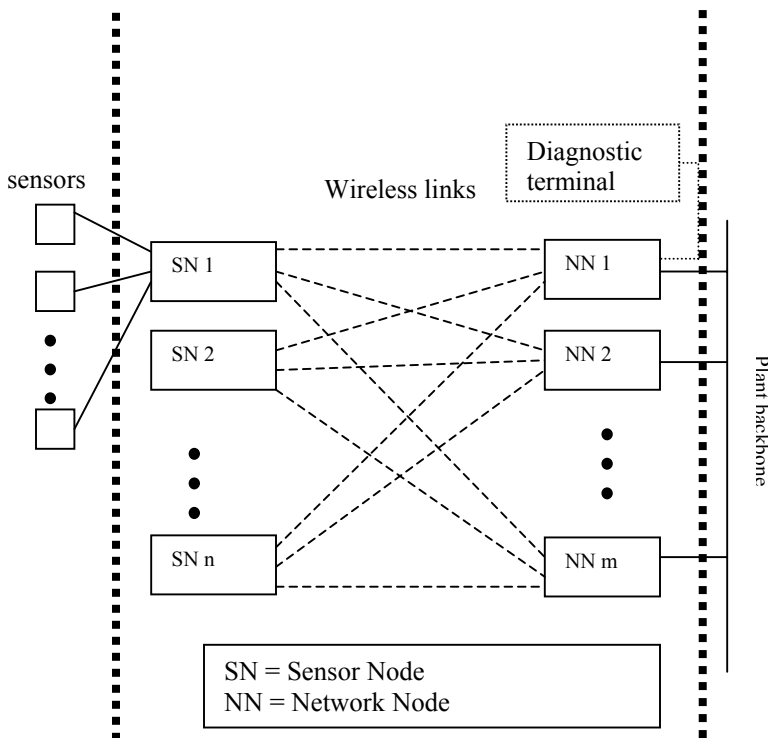 Diagnostic
terminal
sensors
Wireless links
SN 1
NN 1
SN 2
NN 2
Plant backbone
SN n
NN m
SN = Sensor Node
NN = Network Node